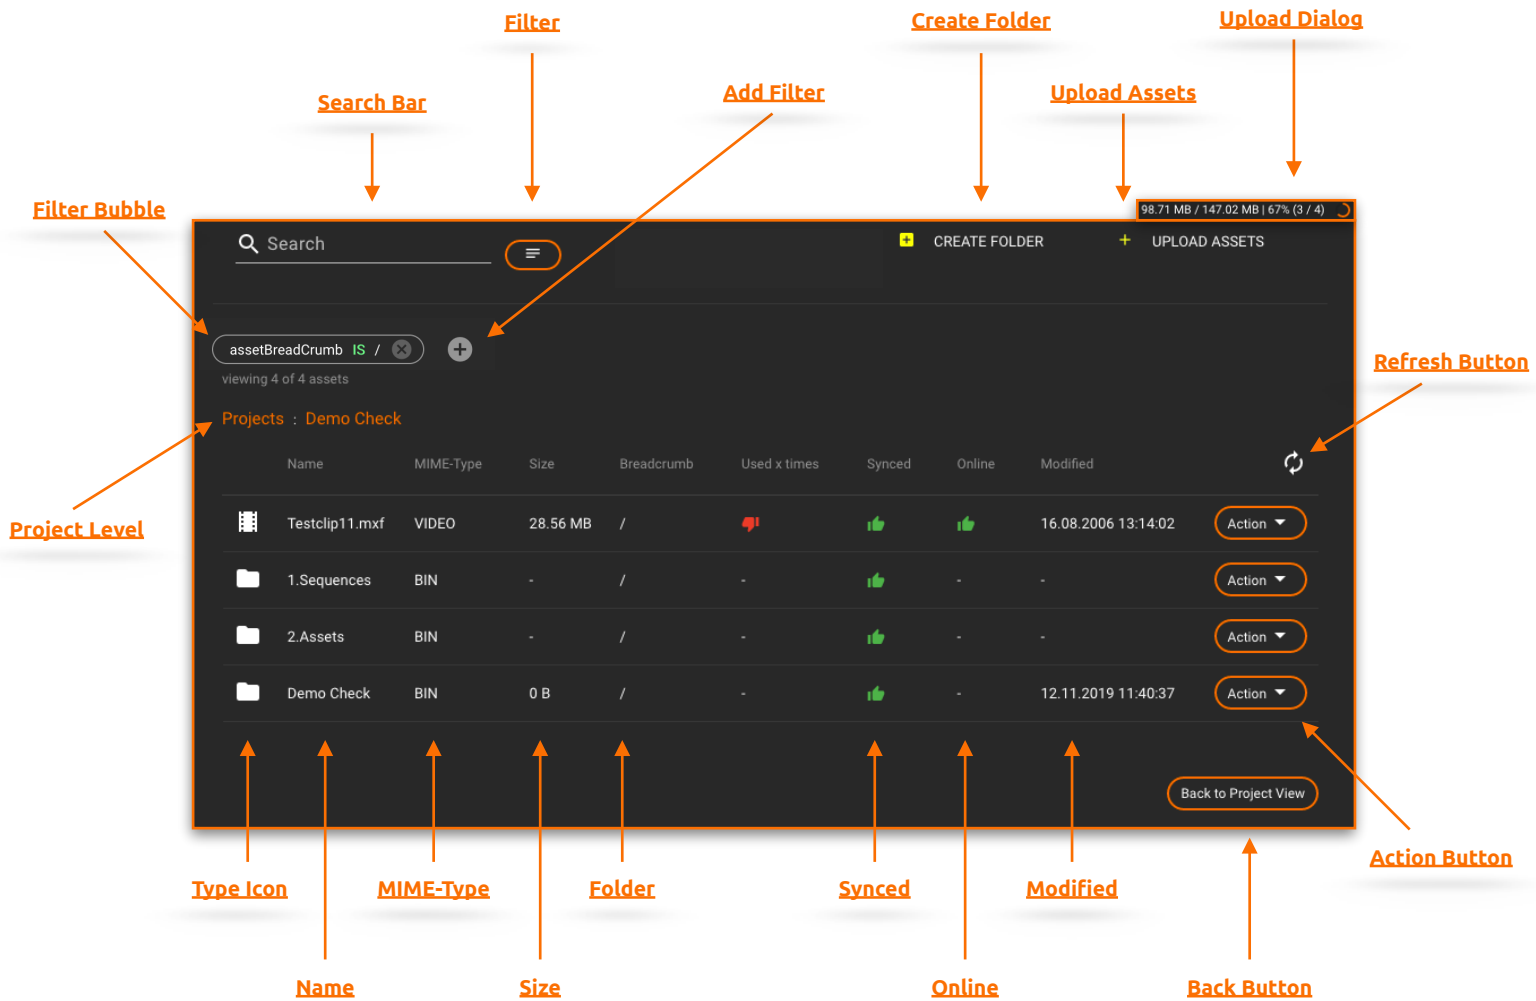 Upload Dialog
Filter
Create Folder
Add Filter
Upload Assets
Search Bar
Filter Bubble
98.71 MB / 147.02 MB | 67% (3 / 4)
Search
CREATE FOLDER
UPLOAD ASSETS
assetBreadCrumb IS /
viewing 4 of 4 assets
Refresh Button
Projects : Demo Check
Name MIME-Type Size Breadcrumb Used x times Synced Online Modified
Project Level
Testclip11.mxf VIDEO 28.56 MB / 16.08.2006 13:14:02 Action
1.Sequences BIN - / - - - Action
2.Assets BIN - / - - - Action
Demo Check BIN 0 B / - - 12.11.2019 11:40:37 Action
Back to Project View
Action Button
Type Icon
MIME-Type
Folder
Synced
Modified
Name
Size
Online
Back Button